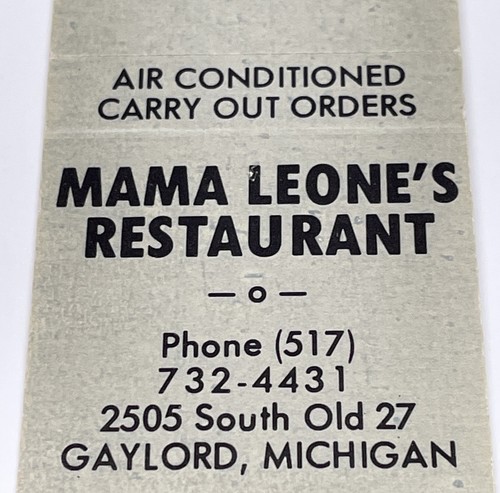 AIR CONDITIONED
CARRY OUT ORDERS
MAMA LEONE'S
RESTAURANT
— o —
Phone (517)
732-4431
2505 South Old 27
GAYLORD, MICHIGAN